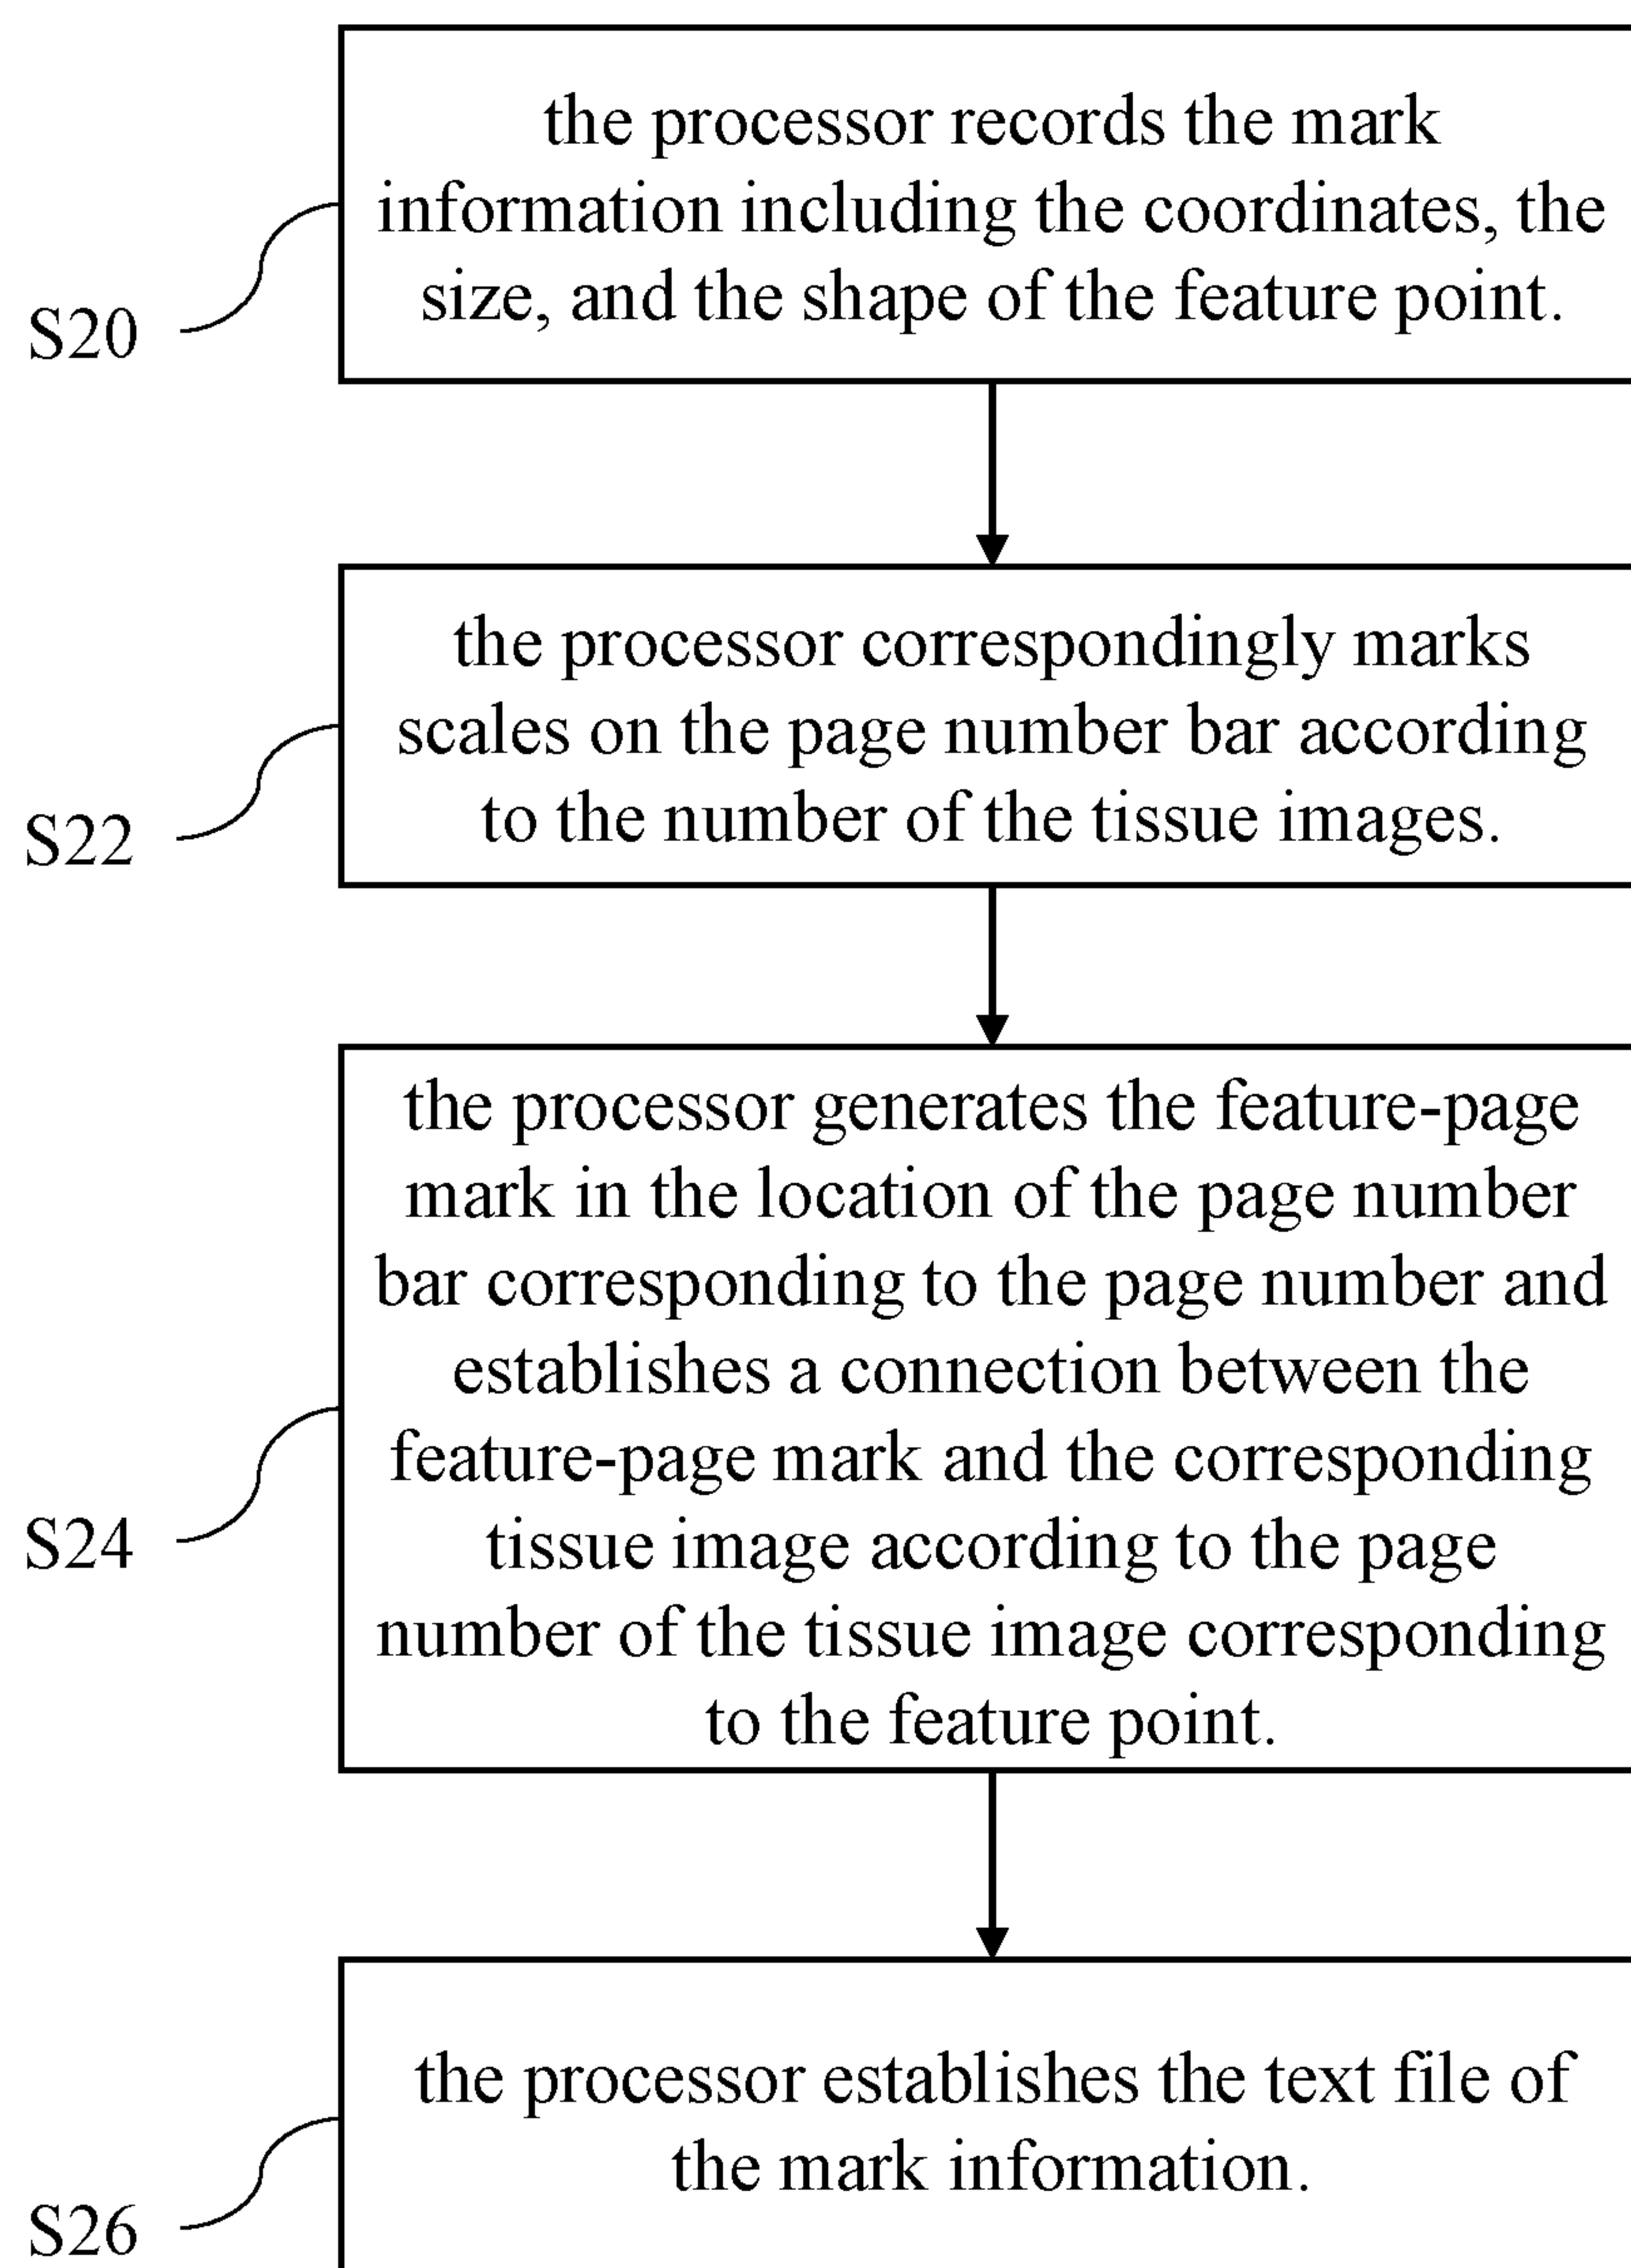 the processor records the mark
information including the coordinates, the
size, and the shape of the feature point.
S20
the processor correspondingly marks
scales on the page number bar according
to the number of the tissue images.
S22
the processor generates the feature-page
mark in the location of the page number
bar corresponding to the page number and
establishes a connection between the
feature-page mark and the corresponding
tissue image according to the page
number of the tissue image corresponding
to the feature point.
S24
the processor establishes the text file of
the mark information.
S26